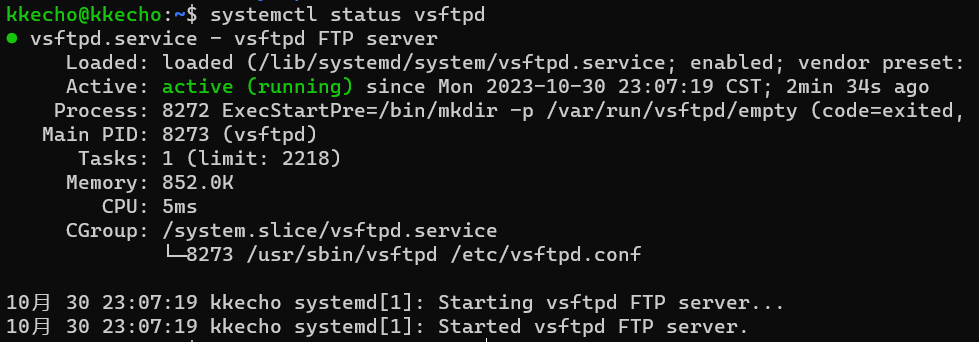 kkecho@kkecho:~$ systemctl status vsftpd
● vsftpd.service - vsftpd FTP server
Loaded: loaded (/lib/systemd/system/vsftpd.service; enabled; vendor preset:
Active: active (running) since Mon 2023-10-30 23:07:19 CST; 2min 34s ago
Process: 8272 ExecStartPre=/bin/mkdir -p /var/run/vsftpd/empty (code=exited,
Main PID: 8273 (vsftpd)
Tasks: 1 (limit: 2218)
Memory: 852.0K
CPU: 5ms
CGroup: /system.slice/vsftpd.service
└─8273 /usr/sbin/vsftpd /etc/vsftpd.conf
10月 30 23:07:19 kkecho systemd[1]: Starting vsftpd FTP server...
10月 30 23:07:19 kkecho systemd[1]: Started vsftpd FTP server.